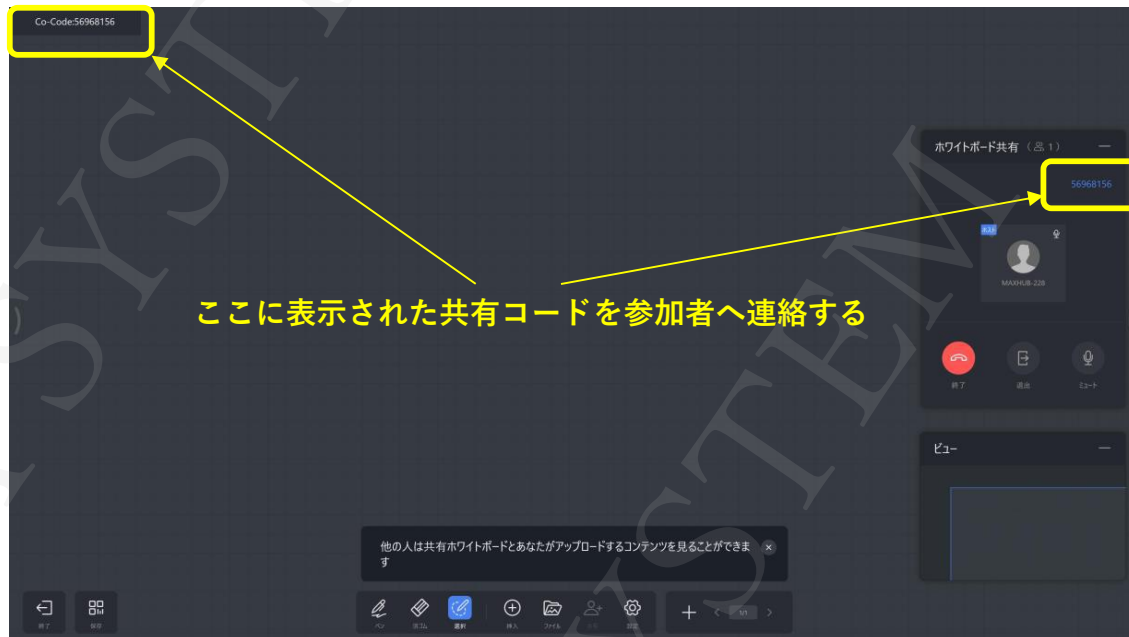 Co-Code:56968156
ホワイトボード共有 ( 1 )
56968156
ホスト
MAXHUB-228
ここに表示された共有コードを参加者へ連絡する
終了
退出
ミュート
ビュー
他の人は共有ホワイトボードとあなたがアップロードするコンテンツを見ることができま
す
終了
保存
ペン
消ゴム
選択
挿入
ファイル
設定
1/1
SYSTEM
SYSTEM